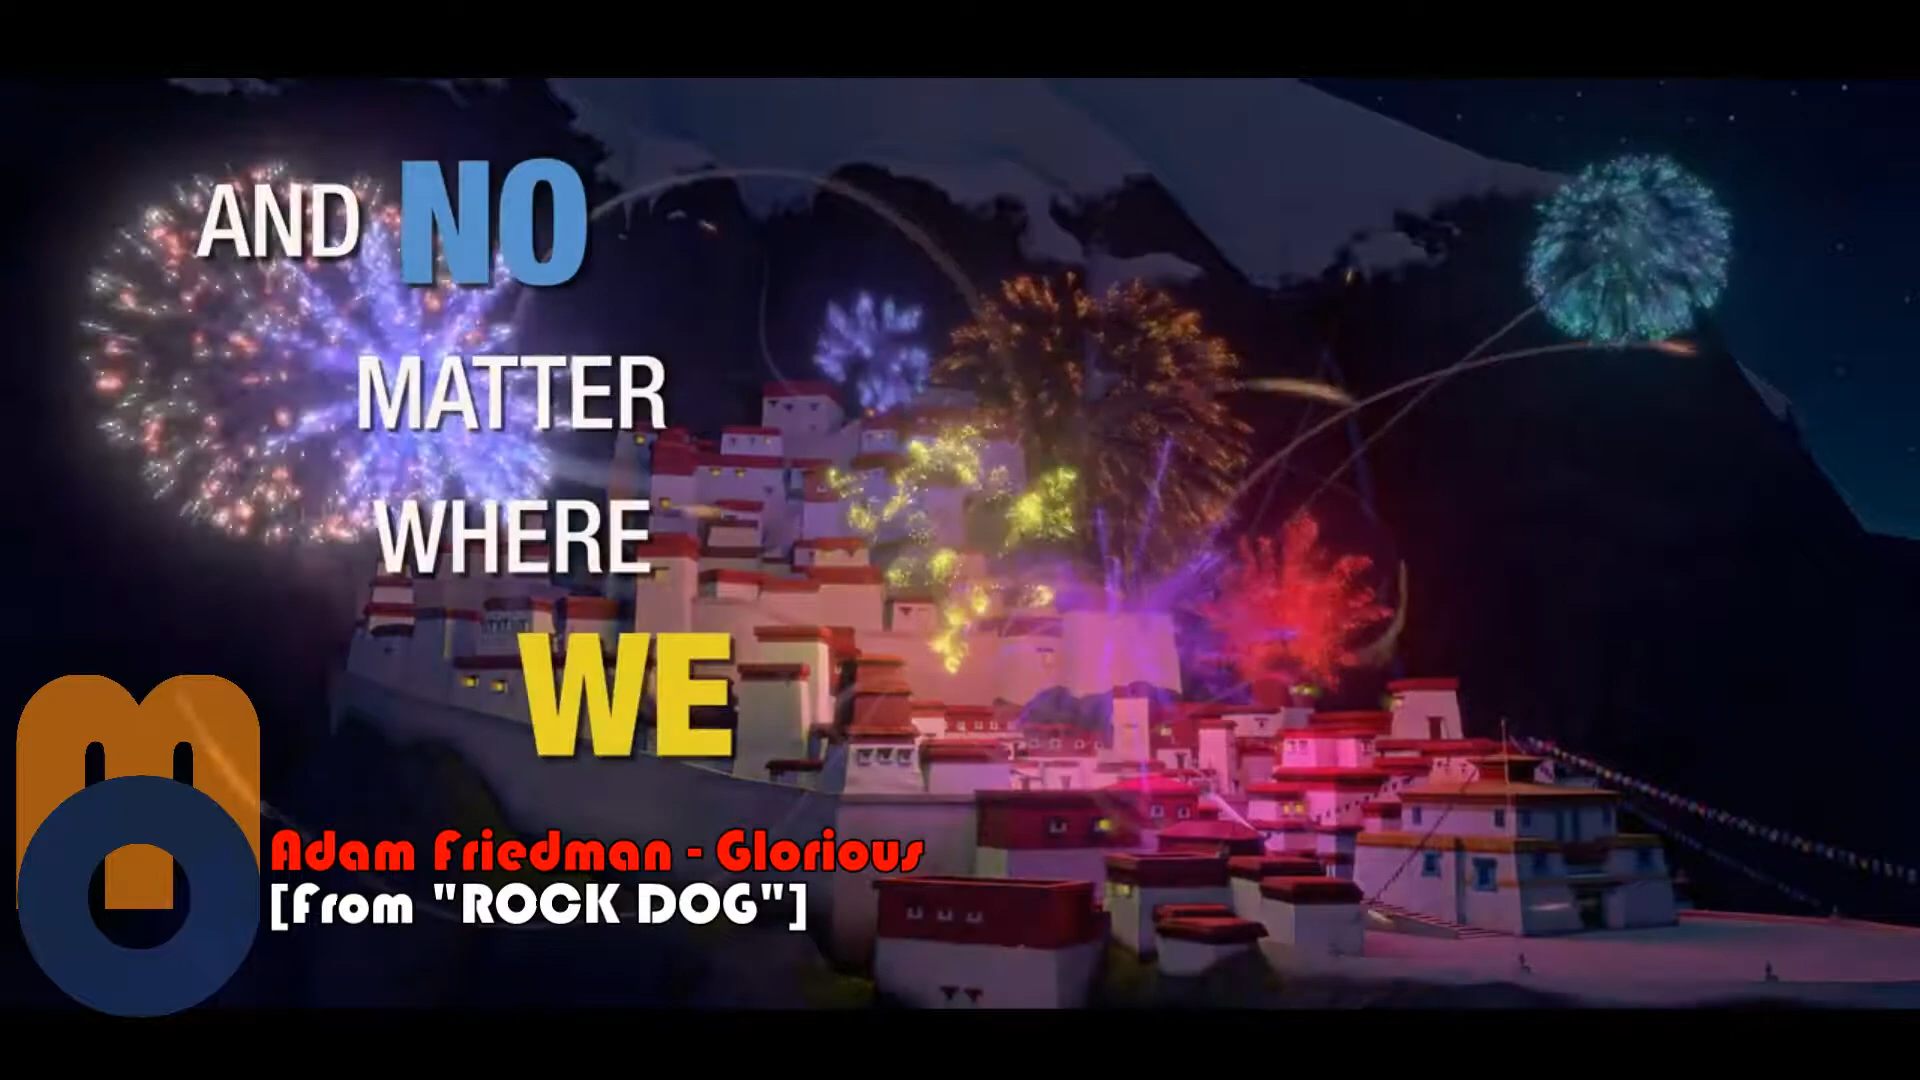 AND NO
MATTER
WHERE
WE
Adam Friedman - Glorious
[From "ROCK DOG"]